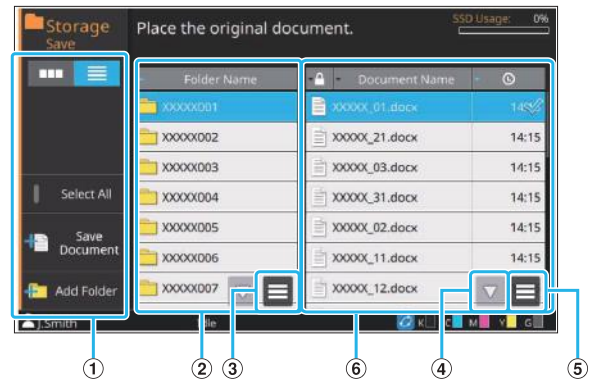 Storage
Save
Place the original document.
SSD Usage: 0%
Folder Name
Document Name
XXXXX001
XXXXX_01.docx
XXXXX002
XXXXX_21.docx 14:15
XXXXX003
XXXXX_03.docx 14:15
Select All
XXXXX004
XXXXX_31.docx 14:15
Save
Document
XXXXX005
XXXXX_02.docx 14:15
XXXXX006
XXXXX_11.docx 14:15
Add Folder
XXXXX007
XXXXX_12.docx
J.Smith
Idle
K C M Y G
① ② ③ ⑥ ④ ⑤